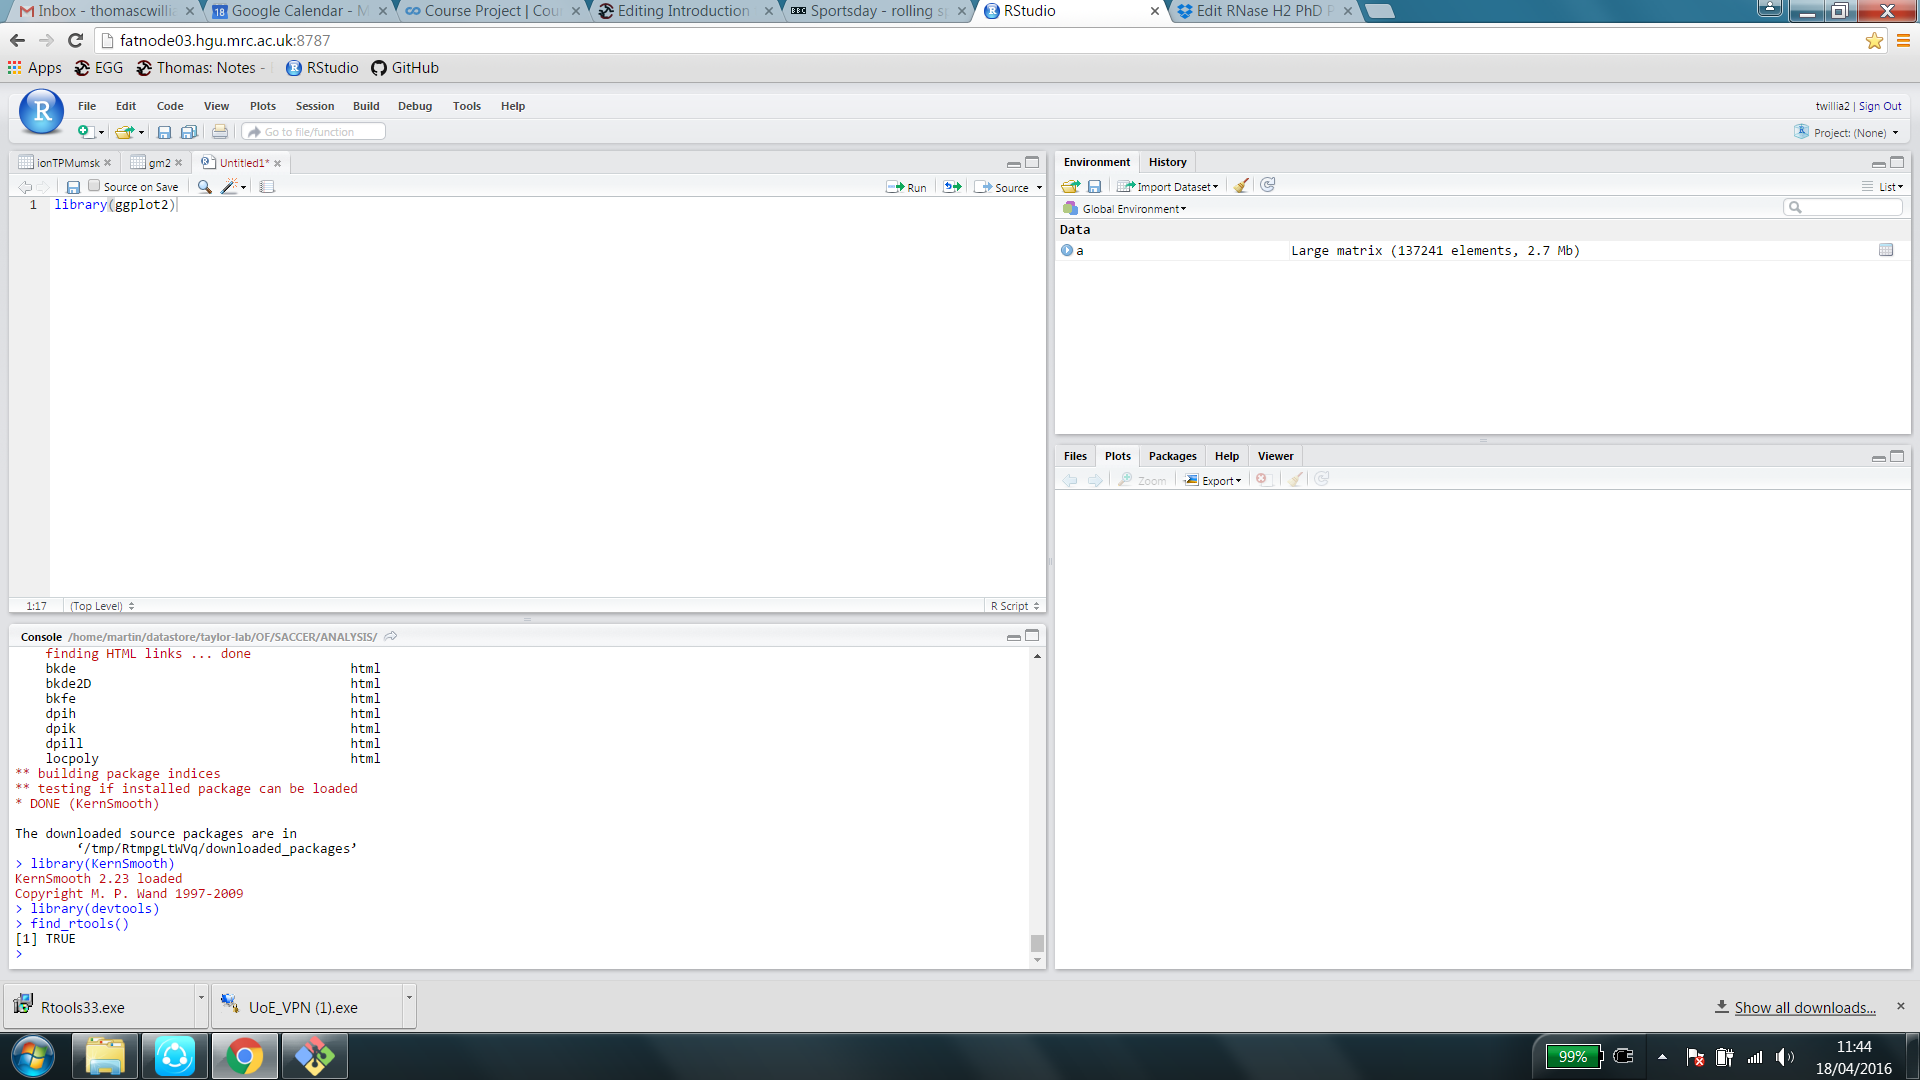 Inbox - thomascwillia
18 Google Calendar - M
Course Project | Cou
Editing Introduction
BBC Sportsday - rolling sp
RStudio
Edit RNase H2 PhD P
fatnode03.hgu.mrc.ac.uk:8787
Apps EGG Thomas: Notes - RStudio GitHub
R File Edit Code View Plots Session Build Debug Tools Help
twillia2 | Sign Out
Go to file/function
Project: (None)
ionTPMumsk gm2 Untitled1*
Source on Save Run Source
1 library(ggplot2)
1:17 (Top Level) R Script
Console /home/martin/datastore/taylor-lab/OF/SACCER/ANALYSIS/
finding HTML links ... done
bkde html
bkde2D html
bkfe html
dpih html
dpik html
dpill html
locpoly html
** building package indices
** testing if installed package can be loaded
* DONE (KernSmooth)
The downloaded source packages are in
‘/tmp/RtmpgLtWVq/downloaded_packages’
> library(KernSmooth)
KernSmooth 2.23 loaded
Copyright M. P. Wand 1997-2009
> library(devtools)
> find_rtools()
[1] TRUE
>
Environment History
Import Dataset List
Global Environment
Data
a Large matrix (137241 elements, 2.7 Mb)
Files Plots Packages Help Viewer
Zoom Export
Rtools33.exe UoE_VPN (1).exe Show all downloads...
99% 11:44
18/04/2016